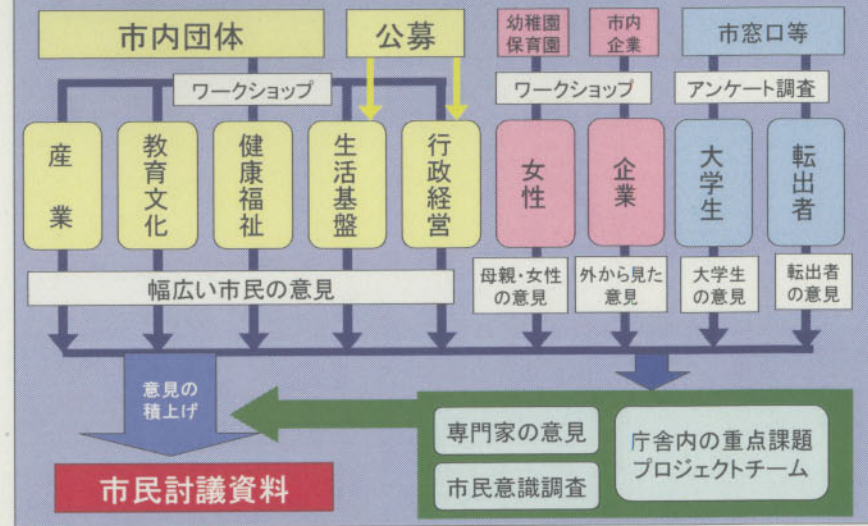 市内団体
公募
幼稚園
保育園
市内
企業
市窓口等
ワークショップ
ワークショップ
アンケート調査
産業
教育文化
健康福祉
生活基盤
行政経営
女性
企業
大学生
転出者
幅広い市民の意見
母親・女性
の意見
外から見た
意見
大学生
の意見
転出者
の意見
意見の
積上げ
市民討議資料
専門家の意見
市民意識調査
庁舎内の重点課題
プロジェクトチーム